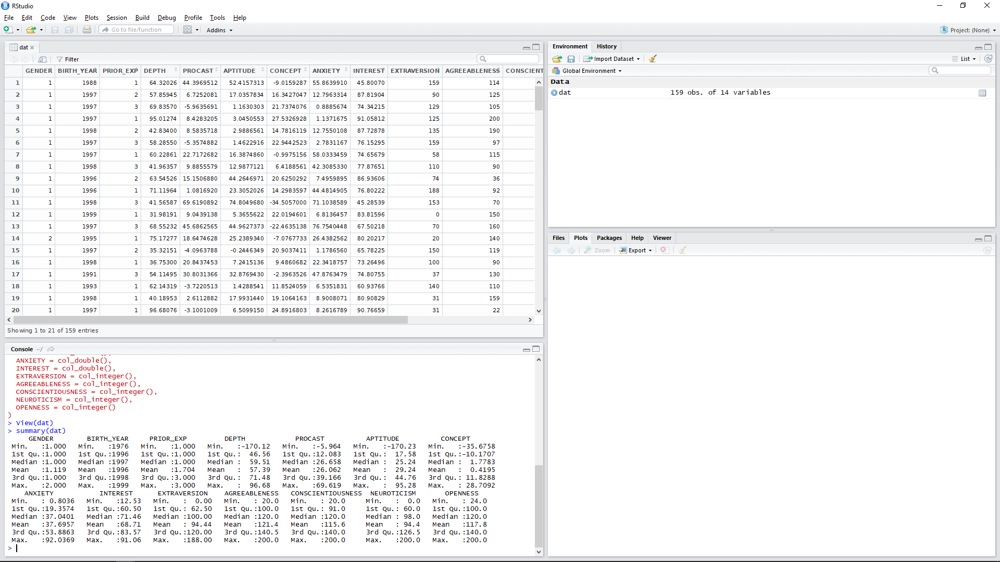 RStudio
File Edit Code View Plots Session Build Debug Profile Tools Help
Go to file/function Addins Project: (None)
dat
Filter
GENDER BIRTH_YEAR PRIOR_EXP DEPTH PROCAST APTITUDE CONCEPT ANXIETY INTEREST EXTRAVERSION AGREEABLENESS CONSCIENT
1 1 1988 1 64.32026 44.3969512 52.4157313 -9.0159287 55.8639910 45.80070 159 114
2 1 1997 2 57.85945 6.7252081 17.0357834 16.3427047 12.7963314 87.81904 90 125
3 1 1997 3 69.83570 -5.9635691 1.1630303 21.7374076 0.8885674 74.34215 129 105
4 1 1997 1 95.01274 8.4283205 3.0450553 27.5326928 1.1371675 91.05812 125 200
5 1 1998 2 42.83400 8.5835718 2.9886561 14.7816119 12.7550108 87.72878 135 190
6 1 1997 3 58.28550 -5.3574882 1.4622916 22.9442523 2.7831167 76.15295 159 97
7 1 1997 1 60.22861 22.7172682 16.3874860 -0.9975156 58.0333459 74.65679 58 115
8 1 1998 3 41.96357 9.8855579 12.9877121 6.4188561 42.3085330 77.87651 110 90
9 1 1996 2 63.54526 15.1506880 44.2646971 20.6250292 7.4959895 86.93606 74 36
10 1 1996 1 71.11964 1.0816920 23.3052026 14.2983597 44.4814905 76.80222 188 92
11 1 1998 3 41.56587 69.6190892 74.8049680 -34.5057000 71.1038589 45.28539 153 70
12 1 1999 1 31.98191 9.0439138 5.3655622 22.0194601 6.8136457 83.81596 0 150
13 1 1997 3 68.55232 45.6862565 44.9627373 -22.4635138 76.7540448 67.50218 70 160
14 2 1995 1 75.17277 18.6474628 25.2389340 -7.0767733 26.4382562 80.20217 20 140
15 1 1997 2 35.32151 -4.0963788 -0.2446349 20.9037411 1.1786560 65.78225 150 119
16 1 1998 1 36.75300 20.8437453 7.2415136 9.4860682 22.3418757 73.26496 100 90
17 1 1991 3 54.11495 30.8031366 32.8769430 -2.3963526 47.8763479 74.80755 37 130
18 1 1993 1 62.14319 -3.7220513 1.4288541 11.8524059 6.5351831 60.93766 140 110
19 1 1998 1 40.18953 2.6112882 17.9931440 19.1064163 8.9008071 80.90829 31 159
20 1 1997 1 96.68076 -3.1001009 6.5099150 24.8916803 8.2616789 90.76659 31 22
Showing 1 to 21 of 159 entries
Console ~/
ANXIETY = col_double(),
INTEREST = col_double(),
EXTRAVERSION = col_integer(),
AGREEABLENESS = col_integer(),
CONSCIENTIOUSNESS = col_integer(),
NEUROTICISM = col_integer(),
OPENNESS = col_integer()
)
> View(dat)
> summary(dat)
GENDER BIRTH_YEAR PRIOR_EXP DEPTH PROCAST APTITUDE CONCEPT
Min. :1.000 Min. :1976 Min. :1.000 Min. :-170.12 Min. :-5.964 Min. :-170.23 Min. :-35.6758
1st Qu.:1.000 1st Qu.:1996 1st Qu.:1.000 1st Qu.: 46.56 1st Qu.:12.083 1st Qu.: 17.58 1st Qu.:-10.1707
Median :1.000 Median :1997 Median :1.000 Median : 59.51 Median :26.658 Median : 25.24 Median : 1.7783
Mean :1.119 Mean :1996 Mean :1.704 Mean : 57.39 Mean :26.062 Mean : 29.24 Mean : 0.4195
3rd Qu.:1.000 3rd Qu.:1998 3rd Qu.:3.000 3rd Qu.: 71.48 3rd Qu.:39.166 3rd Qu.: 44.76 3rd Qu.: 11.8288
Max. :2.000 Max. :1999 Max. :3.000 Max. : 96.68 Max. :69.619 Max. : 95.28 Max. : 28.7092
ANXIETY INTEREST EXTRAVERSION AGREEABLENESS CONSCIENTIOUSNESS NEUROTICISM OPENNESS
Min. : 0.8036 Min. :12.53 Min. : 0.00 Min. : 20.0 Min. : 20.0 Min. : 0.0 Min. : 24.0
1st Qu.:19.3574 1st Qu.:60.50 1st Qu.: 62.50 1st Qu.:100.0 1st Qu.: 91.0 1st Qu.: 60.0 1st Qu.:100.0
Median :37.0401 Median :71.46 Median :100.00 Median :120.0 Median :120.0 Median : 98.0 Median :120.0
Mean :37.6957 Mean :68.71 Mean : 94.44 Mean :121.4 Mean :115.6 Mean : 94.4 Mean :117.8
3rd Qu.:53.8863 3rd Qu.:83.57 3rd Qu.:120.00 3rd Qu.:140.5 3rd Qu.:140.0 3rd Qu.:126.5 3rd Qu.:140.0
Max. :92.0369 Max. :91.06 Max. :188.00 Max. :200.0 Max. :200.0 Max. :200.0 Max. :200.0
>
Environment History
Import Dataset List
Global Environment
Data
dat 159 obs. of 14 variables
Files Plots Packages Help Viewer
Zoom Export